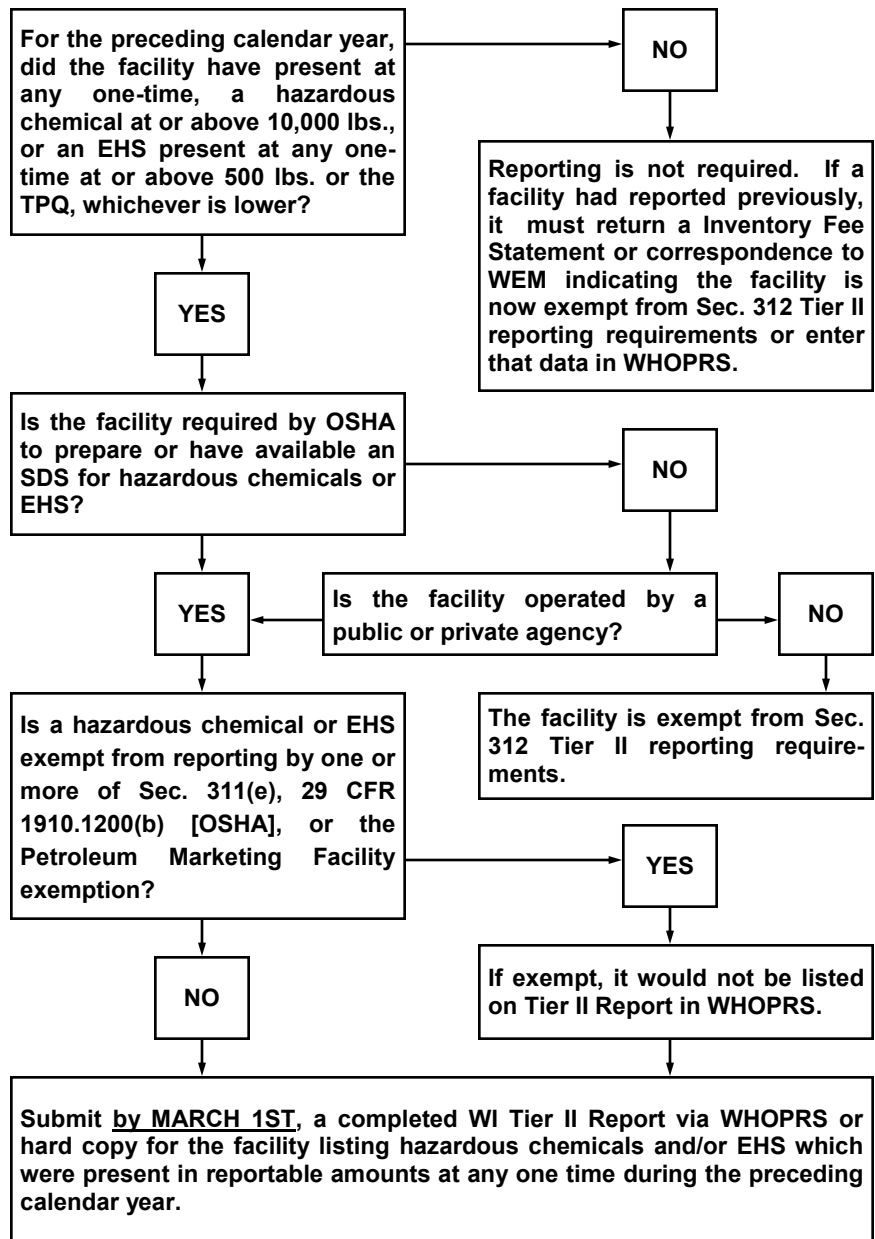 For the preceding calendar year,
did the facility have present at
any one-time, a hazardous
chemical at or above 10,000 lbs.,
or an EHS present at any one-
time at or above 500 lbs. or the
TPQ, whichever is lower?
NO
Reporting is not required. If a
facility had reported previously,
it must return a Inventory Fee
Statement or correspondence to
WEM indicating the facility is
now exempt from Sec. 312 Tier II
reporting requirements or enter
that data in WHOPRS.
YES
Is the facility required by OSHA
to prepare or have available an
SDS for hazardous chemicals or
EHS?
NO
Is the facility operated by a
public or private agency?
YES
NO
The facility is exempt from Sec.
312 Tier II reporting require-
ments.
Is a hazardous chemical or EHS
exempt from reporting by one or
more of Sec. 311(e), 29 CFR
1910.1200(b) [OSHA], or the
Petroleum Marketing Facility
exemption?
YES
If exempt, it would not be listed
on Tier II Report in WHOPRS.
NO
Submit by MARCH 1ST, a completed WI Tier II Report via WHOPRS or
hard copy for the facility listing hazardous chemicals and/or EHS which
were present in reportable amounts at any one time during the preceding
calendar year.